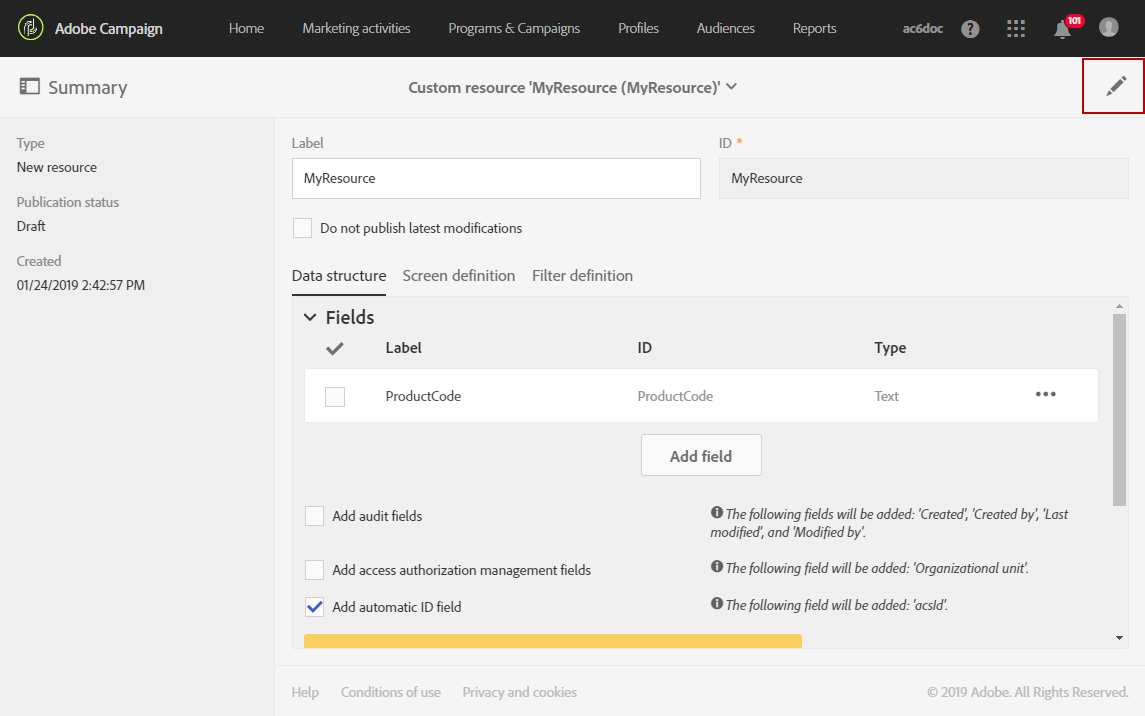 Adobe Campaign
Home
Marketing activities
Programs & Campaigns
Profiles
Audiences
Reports
ac6doc
?
101
Summary
Custom resource 'MyResource (MyResource)'
Type
New resource
Publication status
Draft
Created
01/24/2019 2:42:57 PM
Label
ID *
MyResource
MyResource
Do not publish latest modifications
Data structure
Screen definition
Filter definition
Fields
Label
ID
Type
ProductCode
ProductCode
Text
Add field
Add audit fields
The following fields will be added: 'Created', 'Created by', 'Last
modified', and 'Modified by'.
Add access authorization management fields
The following field will be added: 'Organizational unit'.
Add automatic ID field
The following field will be added: 'acsId'.
Help
Conditions of use
Privacy and cookies
© 2019 Adobe. All Rights Reserved.